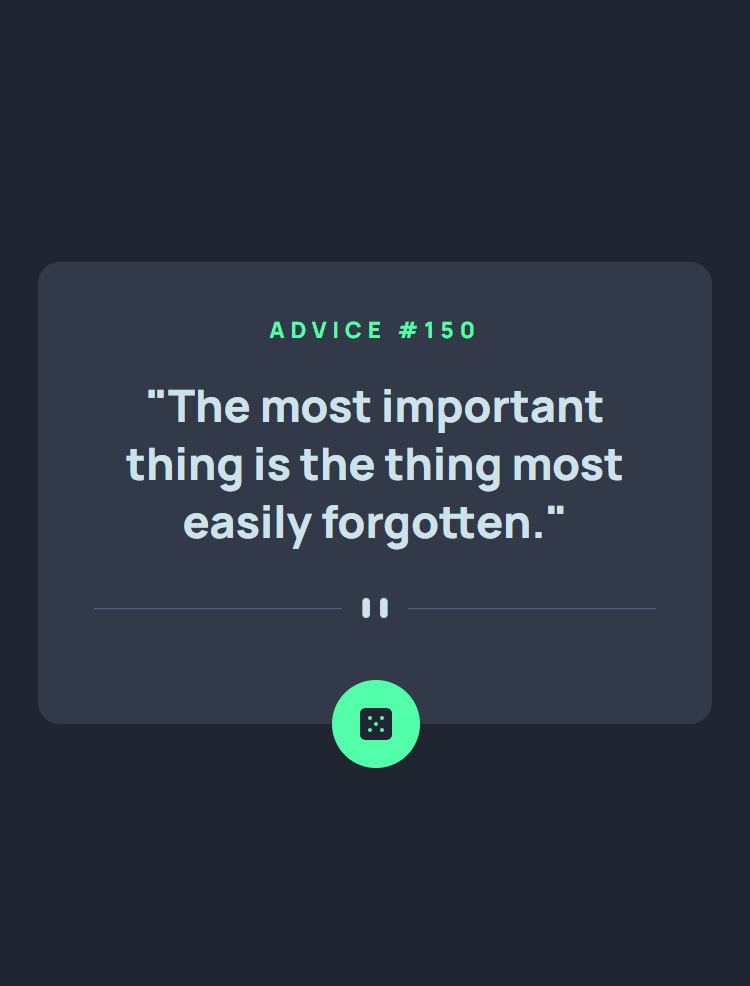 ADVICE #150
"The most important
thing is the thing most
easily forgotten."